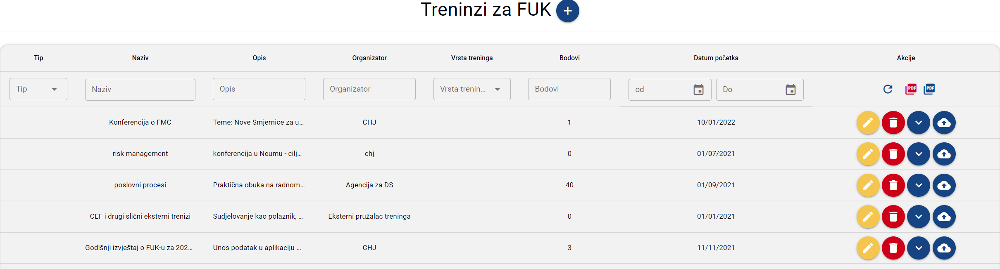 Treninzi za FUK
Tip Naziv Opis Organizator Vrsta treninga Bodovi Datum početka Akcije
Tip Naziv Opis Organizator Vrsta trenin... Bodovi od Do PDF PDF
Konferencija o FMC Teme: Nove Smjernice za u... CHJ 1 10/01/2022
risk management konferencija u Neumu - cilj... chj 0 01/07/2021
poslovni procesi Praktična obuka na radnom... Agencija za DS 40 01/09/2021
CEF i drugi slični eksterni trenizi Sudjelovanje kao polaznik, ... Eksterni pružalac treninga 0 01/01/2021
Godišnji izvještaj o FUK-u za 202... Unos podatak u aplikaciju ... CHJ 3 11/11/2021